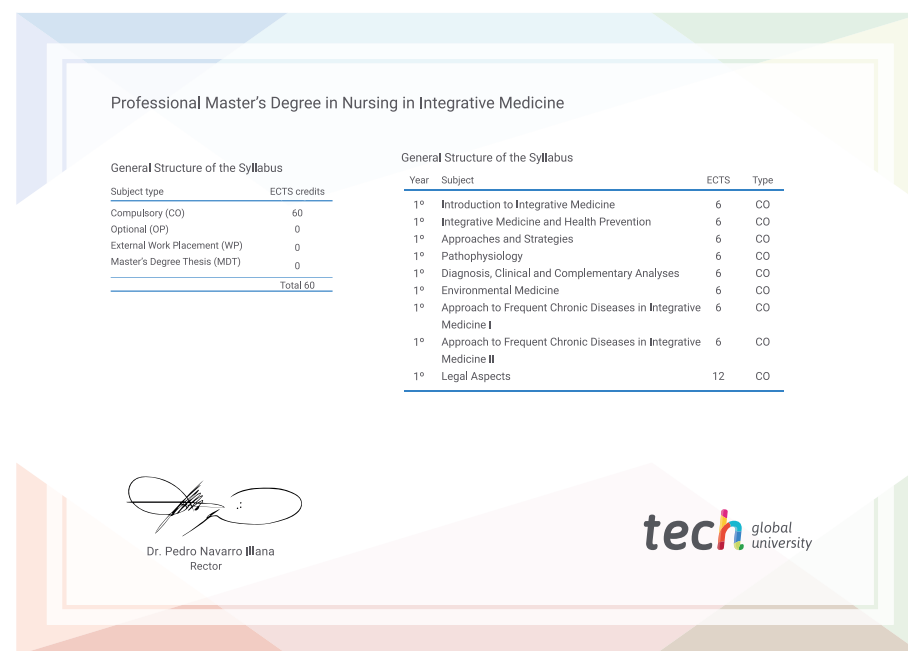 Professional Master's Degree in Nursing in Integrative Medicine
General Structure of the Syllabus
Subject type ECTS credits
Compulsory (CO) 60
Optional (OP) 0
External Work Placement (WP) 0
Master's Degree Thesis (MDT) 0
Total 60
General Structure of the Syllabus
Year Subject ECTS Type
1º Introduction to Integrative Medicine 6 CO
1º Integrative Medicine and Health Prevention 6 CO
1º Approaches and Strategies 6 CO
1º Pathophysiology 6 CO
1º Diagnosis, Clinical and Complementary Analyses 6 CO
1º Environmental Medicine 6 CO
1º Approach to Frequent Chronic Diseases in Integrative 6 CO
Medicine I
1º Approach to Frequent Chronic Diseases in Integrative 6 CO
Medicine II
1º Legal Aspects 12 CO
Dr. Pedro Navarro Illana
Rector
tech global
university